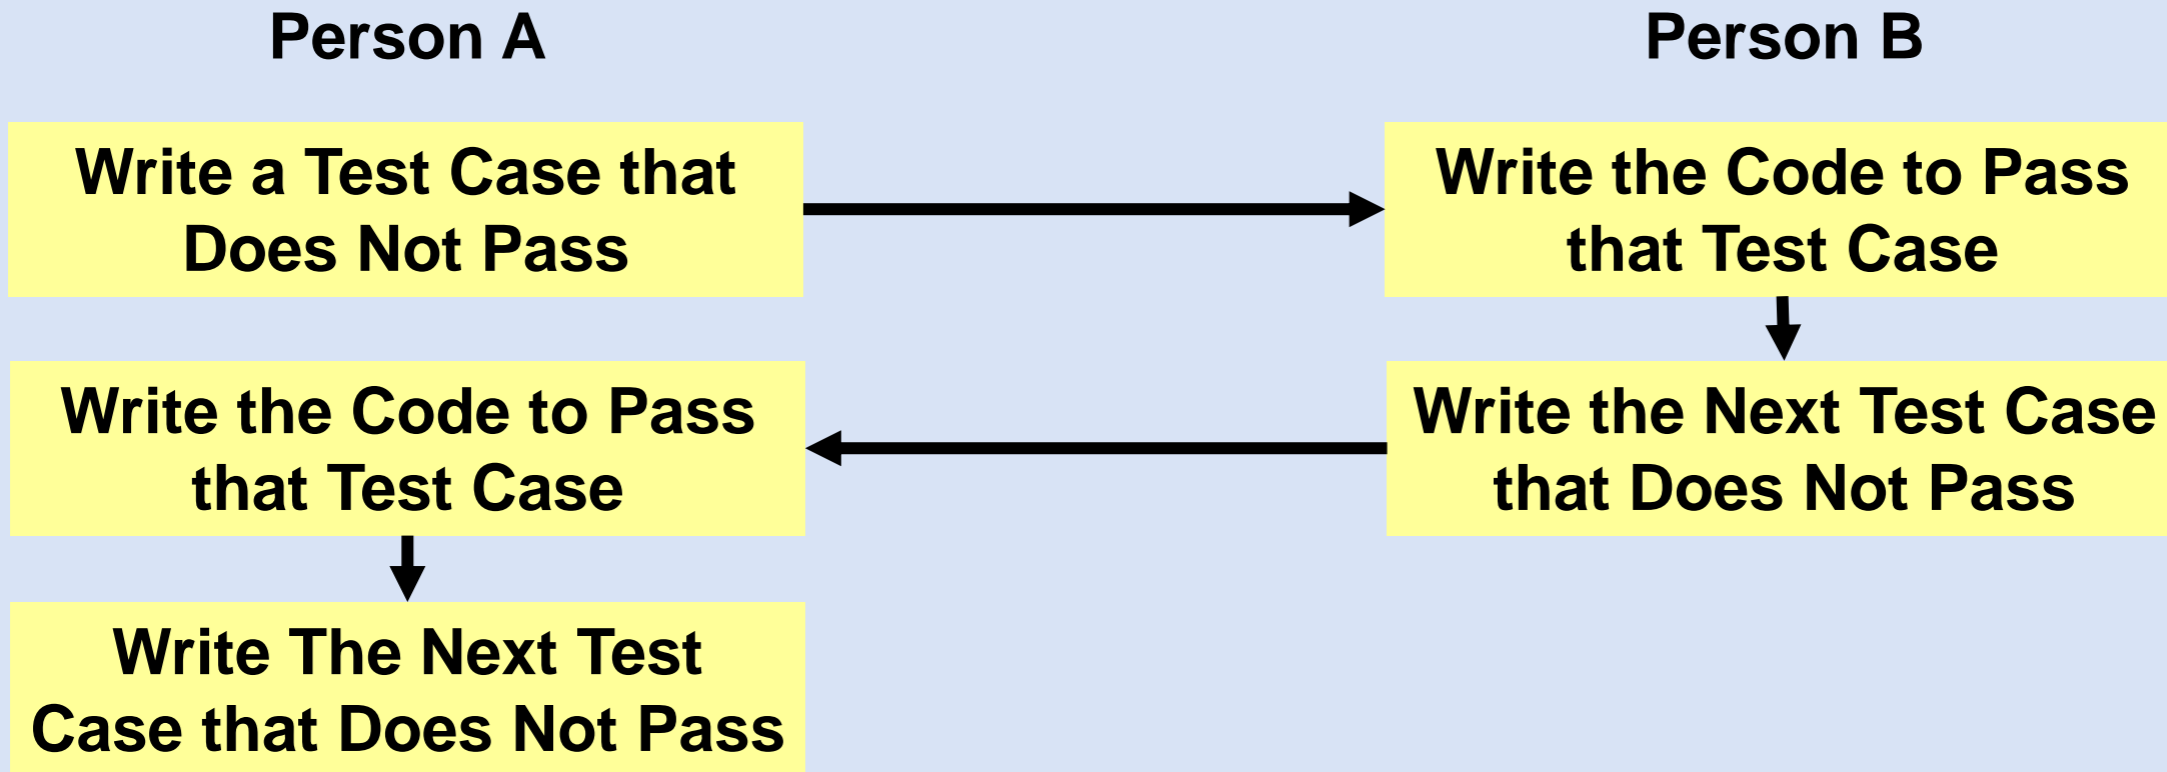 Person A
Person B
Write a Test Case that
Does Not Pass
Write the Code to Pass
that Test Case
Write the Next Test Case
that Does Not Pass
Write the Code to Pass
that Test Case
Write The Next Test
Case that Does Not Pass